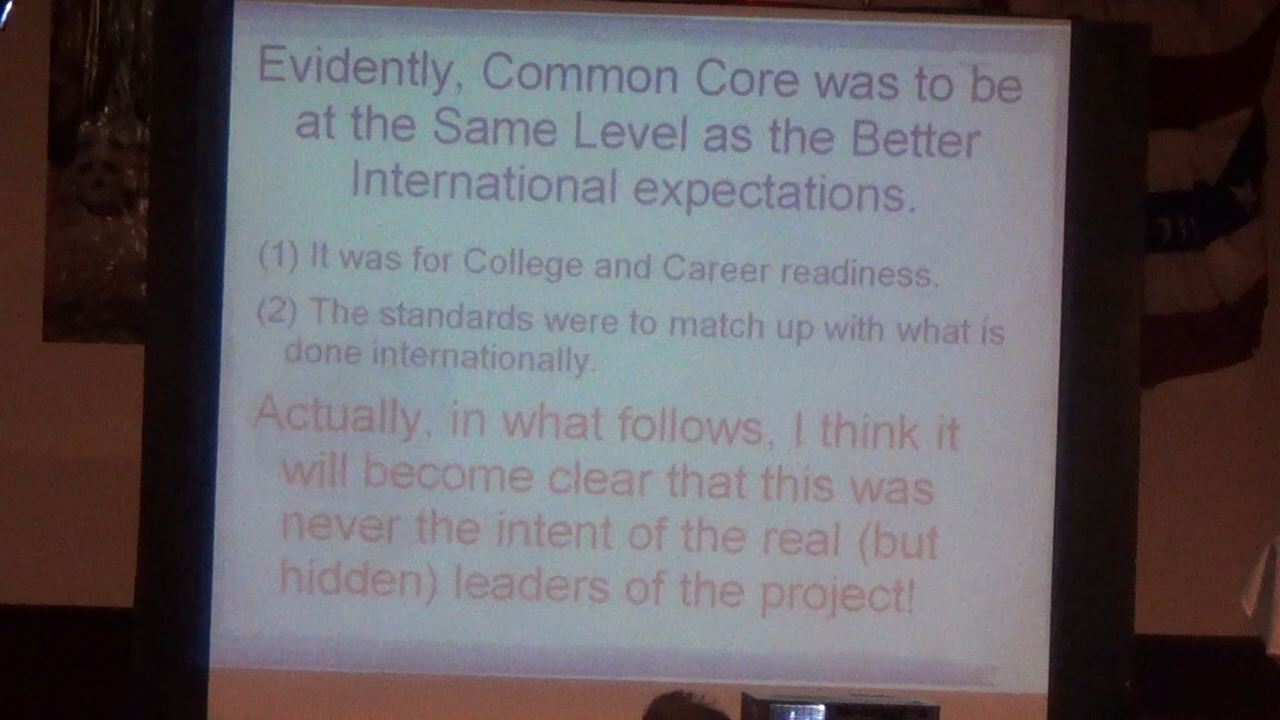 Evidently, Common Core was to be
at the Same Level as the Better
International expectations.
(1) It was for College and Career readiness.
(2) The standards were to match up with what is
done internationally.
Actually, in what follows, I think it
will become clear that this was
never the intent of the real (but
hidden) leaders of the project!